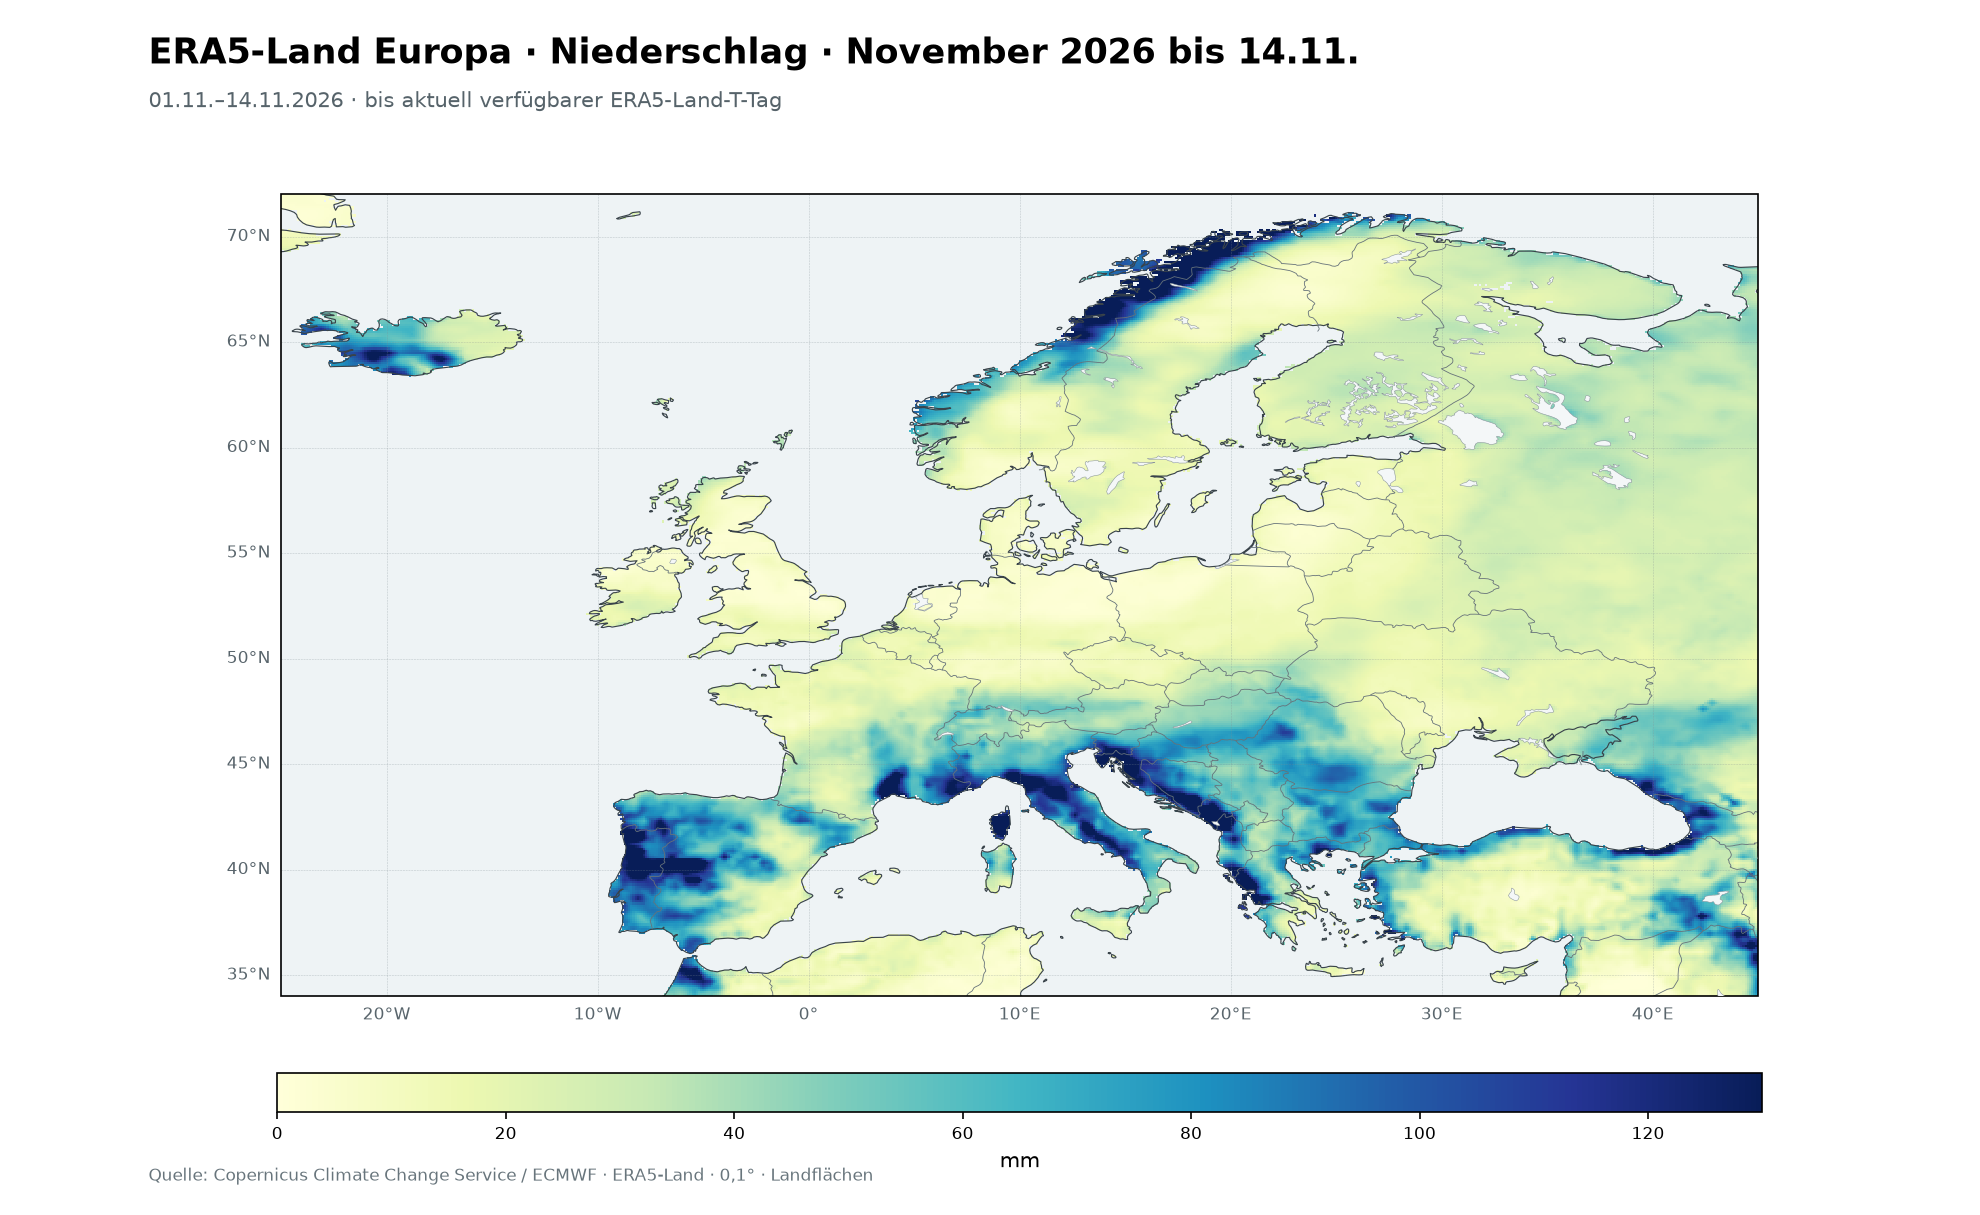 ERA5-Land Europa · Niederschlag · November 2026 bis 14.11.
01.11.–14.11.2026 · bis aktuell verfügbarer ERA5-Land-T-Tag
70°N
65°N
60°N
55°N
50°N
45°N
40°N
35°N
20°W 10°W 0° 10°E 20°E 30°E 40°E
0 20 40 60 80 100 120
mm
Quelle: Copernicus Climate Change Service / ECMWF · ERA5-Land · 0,1° · Landflächen